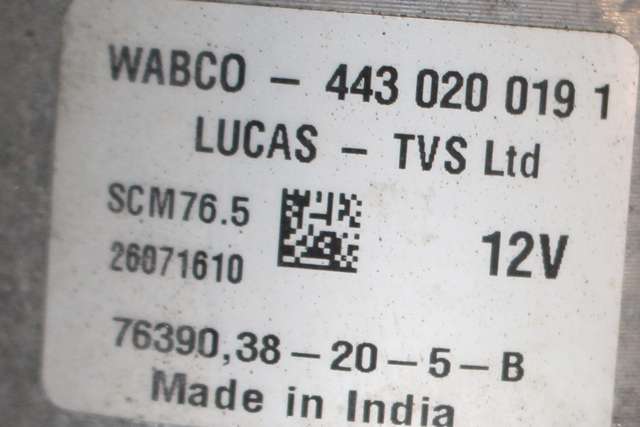 WABCO - 443 020 019 1
LUCAS - TVS Ltd
SCM76.5
26071610
12V
76390,38-20-5-B
Made in India